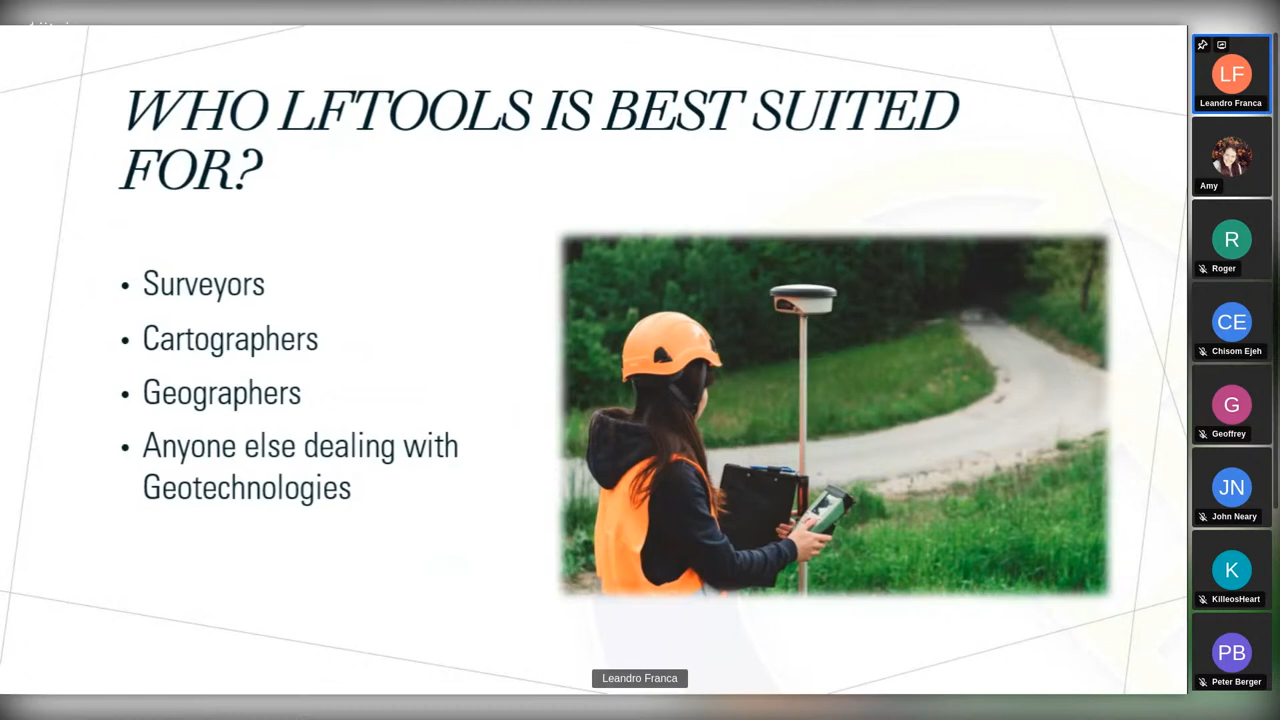 WHO LFTOOLS IS BEST SUITED
FOR?
• Surveyors
• Cartographers
• Geographers
• Anyone else dealing with
Geotechnologies
Leandro Franca
LF
Leandro Franca
Amy
R
Roger
CE
Chisom Ejeh
G
Geoffrey
JN
John Neary
K
KilleosHeart
PB
Peter Berger